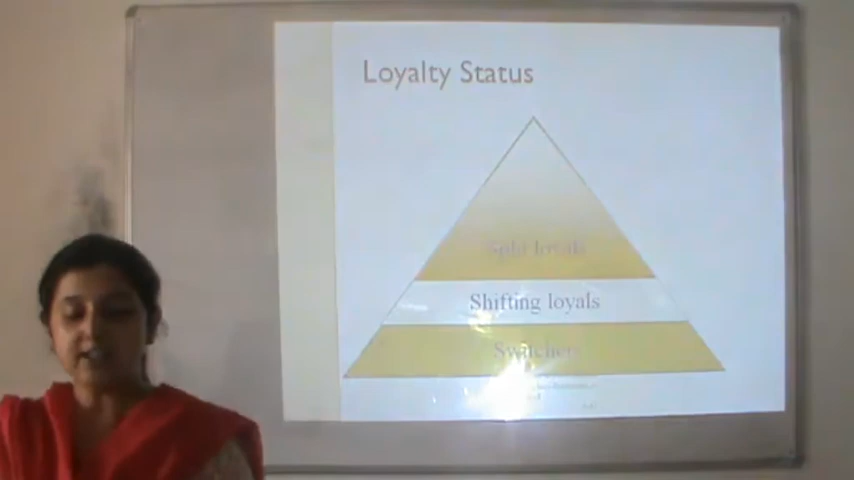 Loyalty Status
Split loyals
Shifting loyals
Switchers